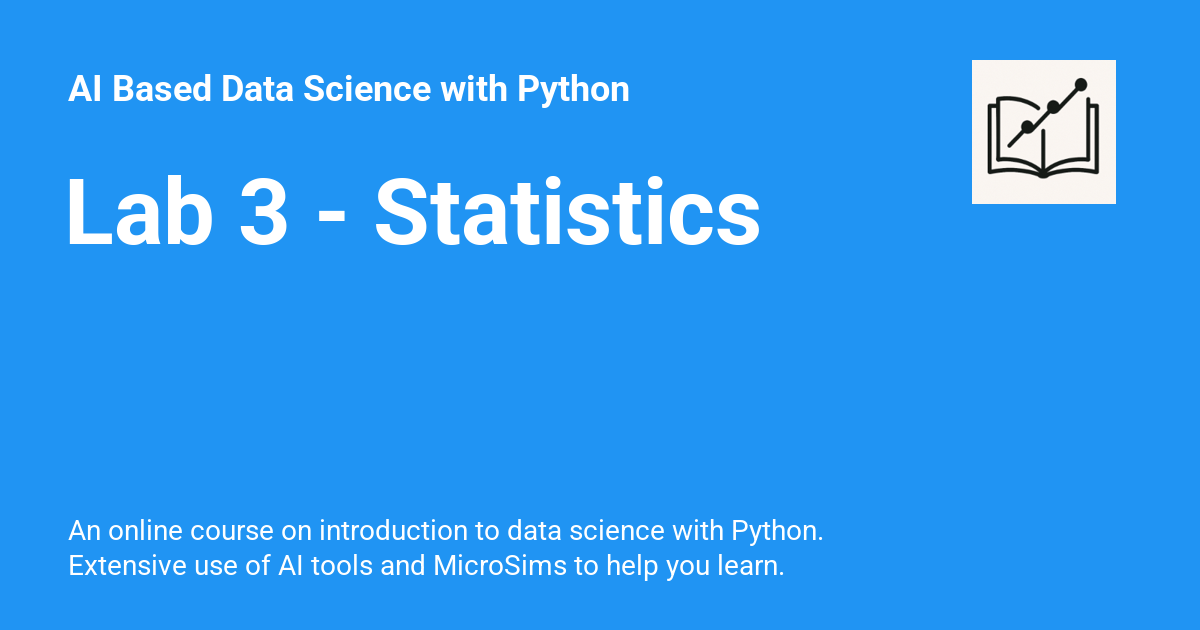 AI Based Data Science with Python
Lab 3 - Statistics
An online course on introduction to data science with Python.
Extensive use of AI tools and MicroSims to help you learn.